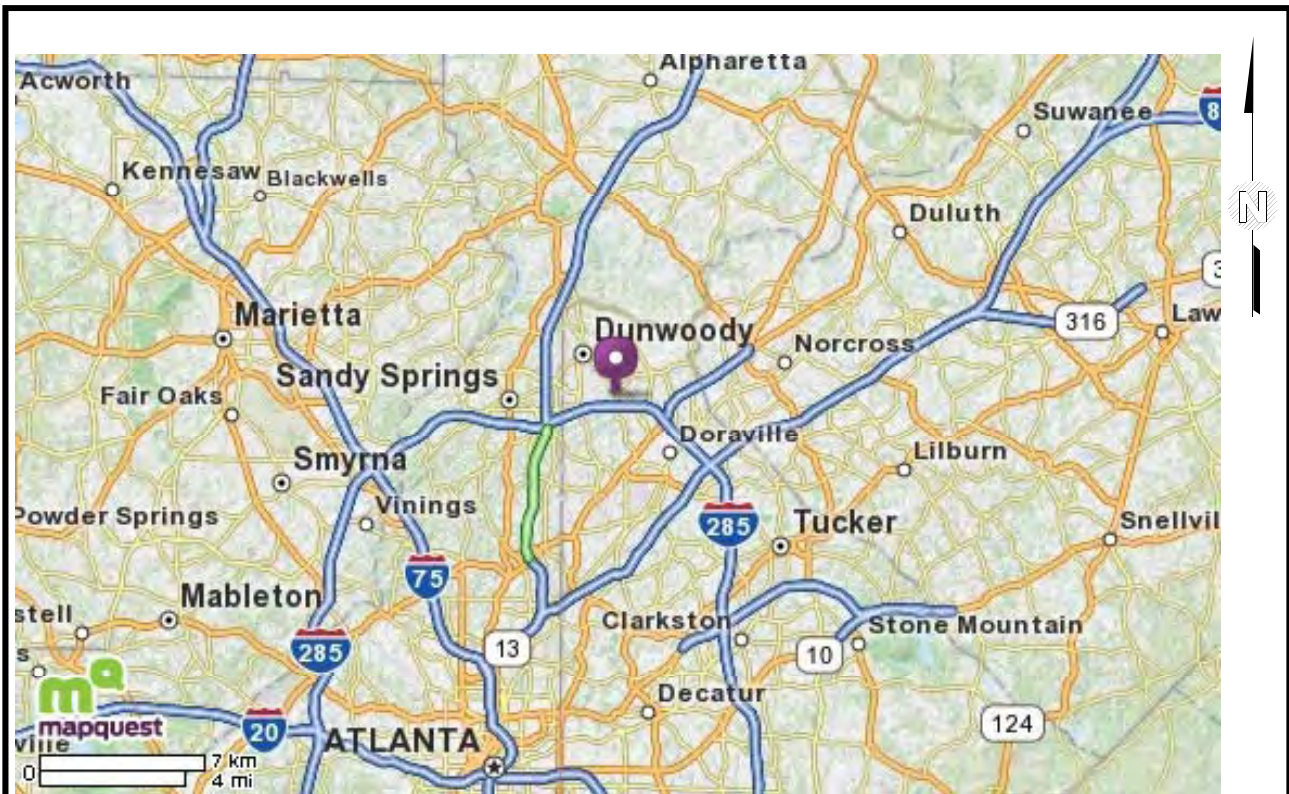 Alpharetta
Acworth
8
Suwanee
Kennesaw
Blackwells
N
Duluth
3
Marietta
316
Law
Dunwoody
Norcross
Sandy Springs
Fair Oaks
Doraville
Lilburn
Smyrna
Vinings
Powder Springs
285
Tucker
Snellvil
75
Mableton
stell
Clarkston
Stone Mountain
13
10
285
s
Decatur
mq
mapquest
20
124
ville
ATLANTA
7 km
0
4 mi